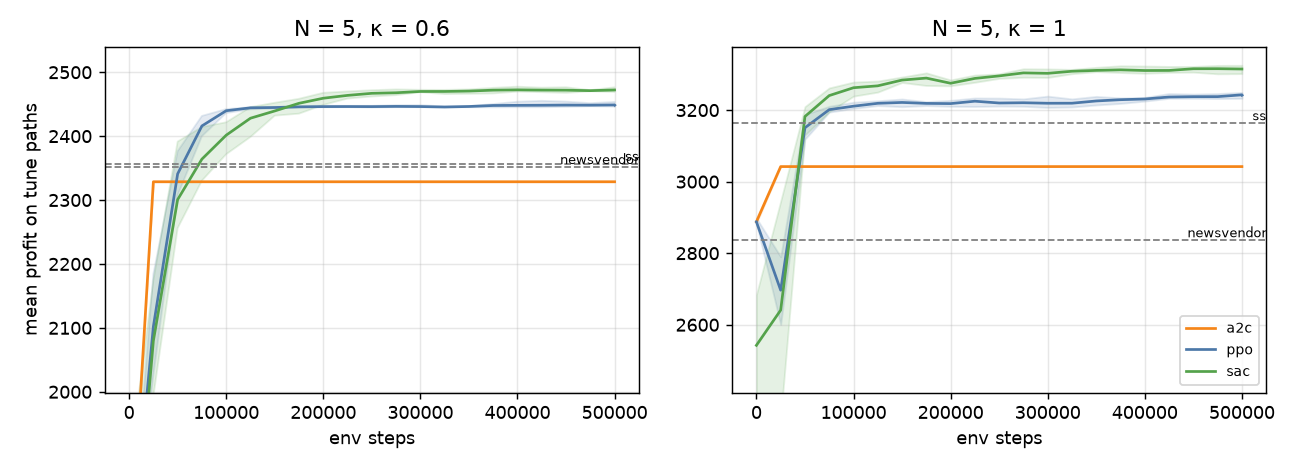 N = 5, κ = 0.6
mean profit on tune paths
2500
2400
2300
2200
2100
2000
newsvendor
ss
0
100000
200000
300000
400000
500000
env steps
N = 5, κ = 1
3200
3000
2800
2600
ss
newsvendor
a2c
ppo
sac
0
100000
200000
300000
400000
500000
env steps